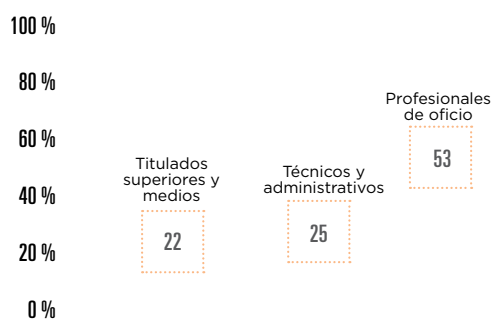 100 %
80 %
60 %
40 %
20 %
0 %
Titulados
superiores y
medios
22
Técnicos y
administrativos
25
Profesionales
de oficio
53